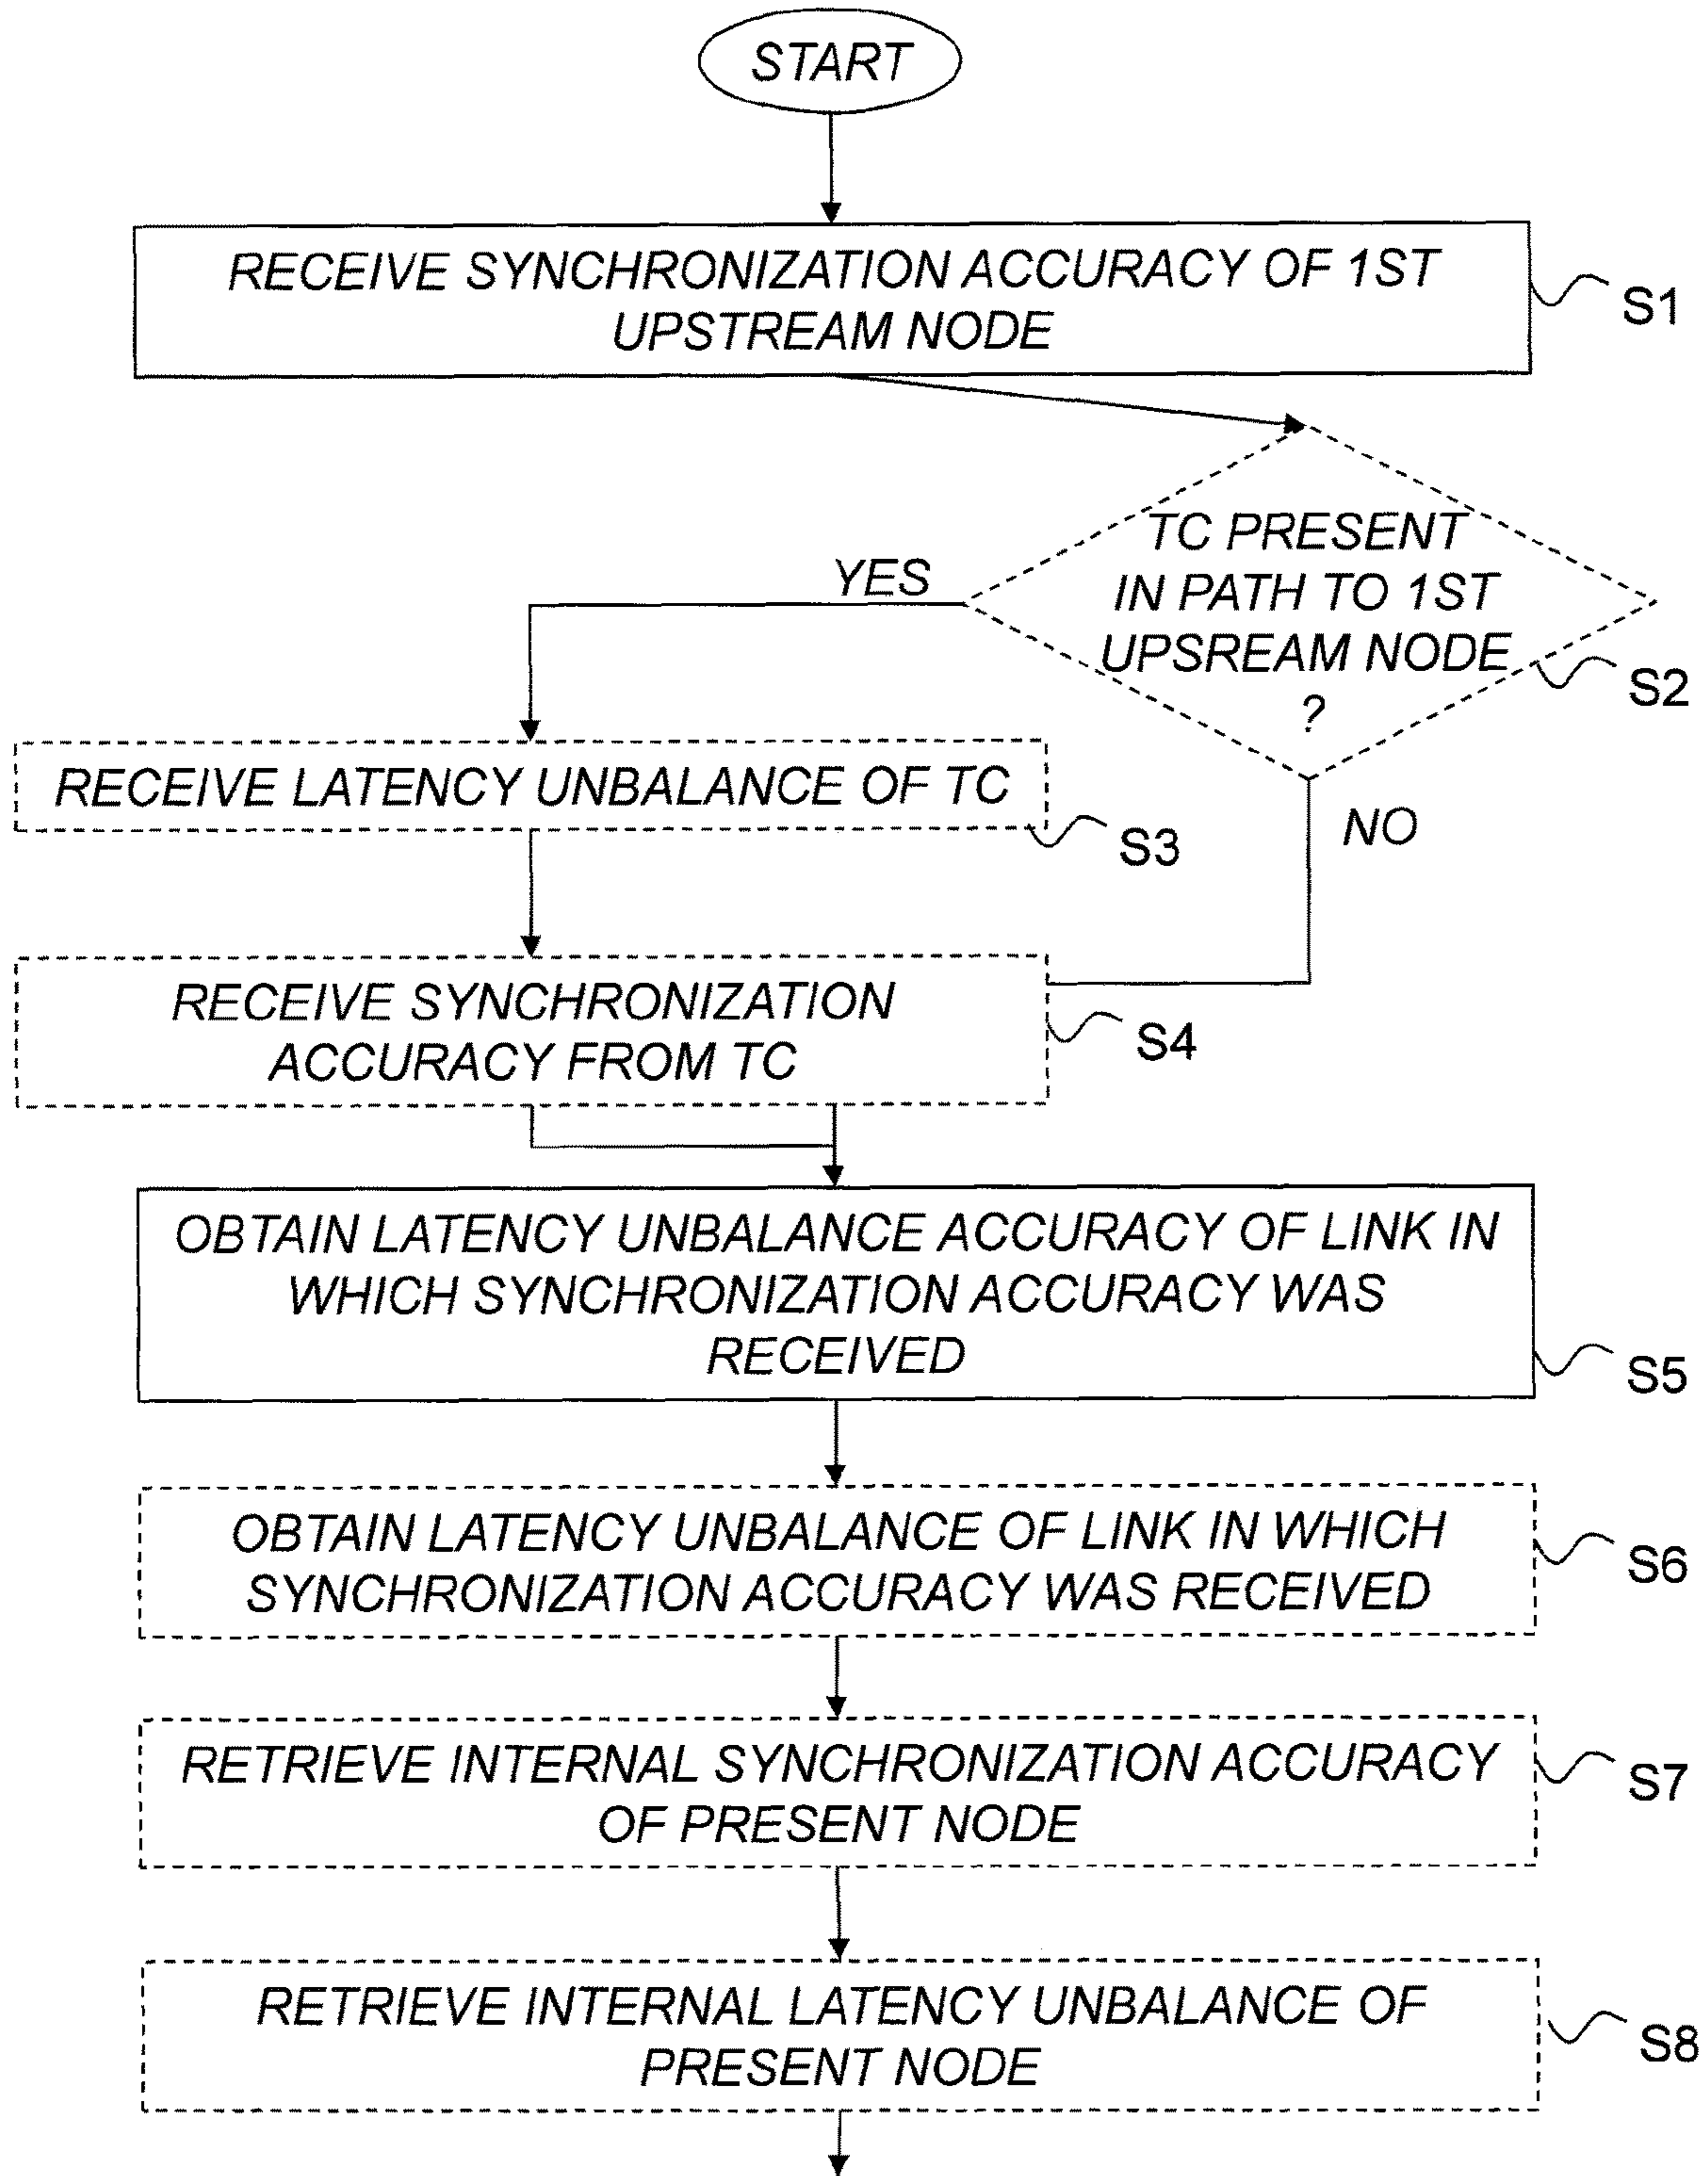 START
RECEIVE SYNCHRONIZATION ACCURACY OF 1ST
UPSTREAM NODE
S1
TC PRESENT
IN PATH TO 1ST
UPSREAM NODE
?
S2
YES
NO
RECEIVE LATENCY UNBALANCE OF TC
S3
RECEIVE SYNCHRONIZATION
ACCURACY FROM TC
S4
OBTAIN LATENCY UNBALANCE ACCURACY OF LINK IN
WHICH SYNCHRONIZATION ACCURACY WAS
RECEIVED
S5
OBTAIN LATENCY UNBALANCE OF LINK IN WHICH
SYNCHRONIZATION ACCURACY WAS RECEIVED
S6
RETRIEVE INTERNAL SYNCHRONIZATION ACCURACY
OF PRESENT NODE
S7
RETRIEVE INTERNAL LATENCY UNBALANCE OF
PRESENT NODE
S8